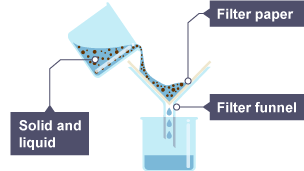 Filter paper
Solid and
liquid
Filter funnel